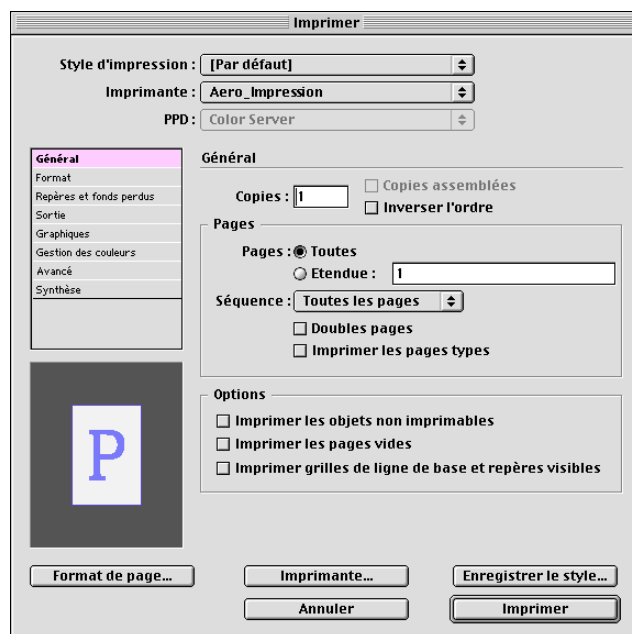 Imprimer
Style d'impression : [Par défaut]
Imprimante : Aero_Impression
PPD : Color Server
Général
Format
Repères et fonds perdus
Sortie
Graphiques
Gestion des couleurs
Avancé
Synthèse
Général
Copies : 1
Copies assemblées
Inverser l'ordre
Pages
Pages : Toutes
Etendue : 1
Séquence : Toutes les pages
Doubles pages
Imprimer les pages types
Options
Imprimer les objets non imprimables
Imprimer les pages vides
Imprimer grilles de ligne de base et repères visibles
P
Format de page...
Imprimante...
Enregistrer le style...
Annuler
Imprimer